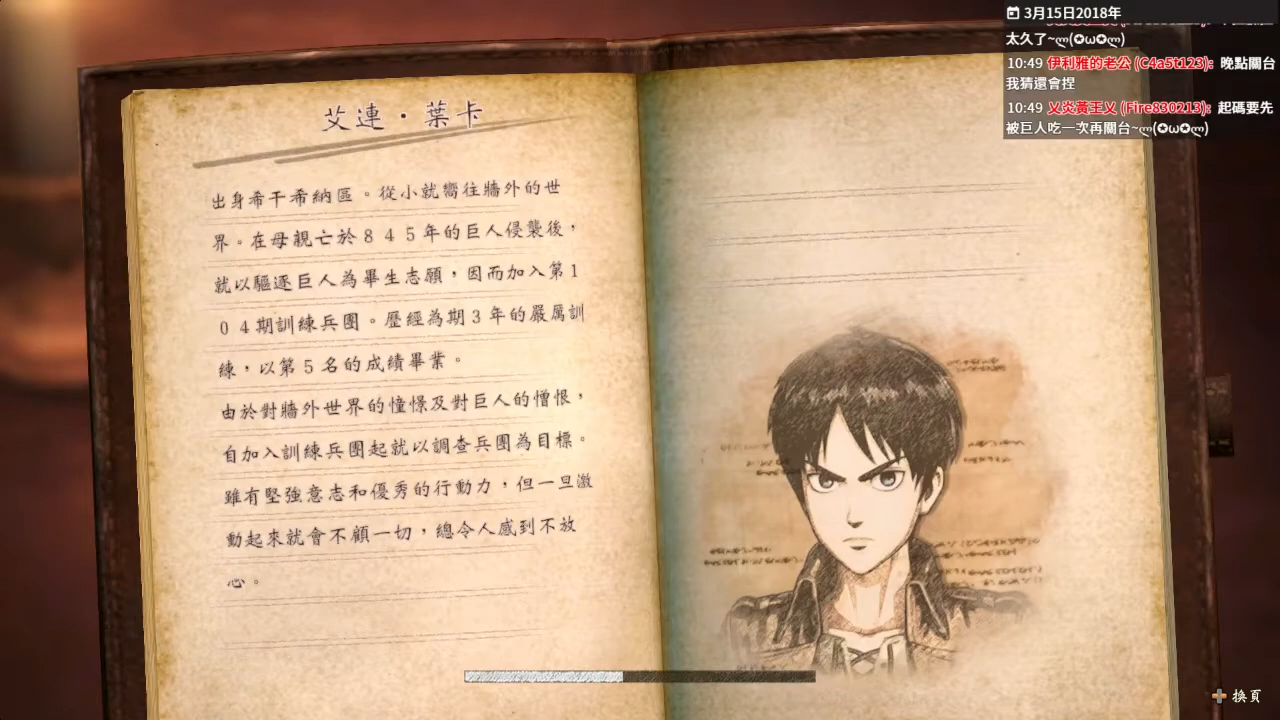 艾連・葉卡
出身希干希納區。從小就嚮往牆外的世
界。在母親亡於845年的巨人侵襲後，
就以驅逐巨人為畢生志願，因而加入第1
04期訓練兵團。歷經為期3年的嚴厲訓
練，以第5名的成績畢業。
由於對牆外世界的憧憬及對巨人的憎恨，
自加入訓練兵團起就以調查兵團為目標。
雖有堅強意志和優秀的行動力，但一旦激
動起來就會不顧一切，總令人感到不放
心。
3月15日2018年
太久了~ლ(✪ω✪ლ)
10:49 伊利雅的老公 (C4a5t123): 晚點關台
我猜還會捏
10:49 乂炎黃王乂 (Fire830213): 起碼要先
被巨人吃一次再關台~ლ(✪ω✪ლ)
換頁